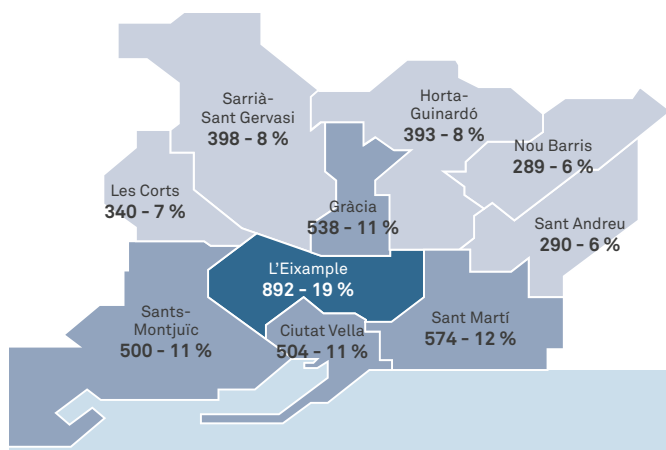 Sarrià-
Sant Gervasi
398 - 8 %
Horta-
Guinardó
393 - 8 %
Nou Barris
289 - 6 %
Les Corts
340 - 7 %
Gràcia
538 - 11 %
Sant Andreu
290 - 6 %
L'Eixample
892 - 19 %
Sants-
Montjuïc
500 - 11 %
Ciutat Vella
504 - 11 %
Sant Martí
574 - 12 %